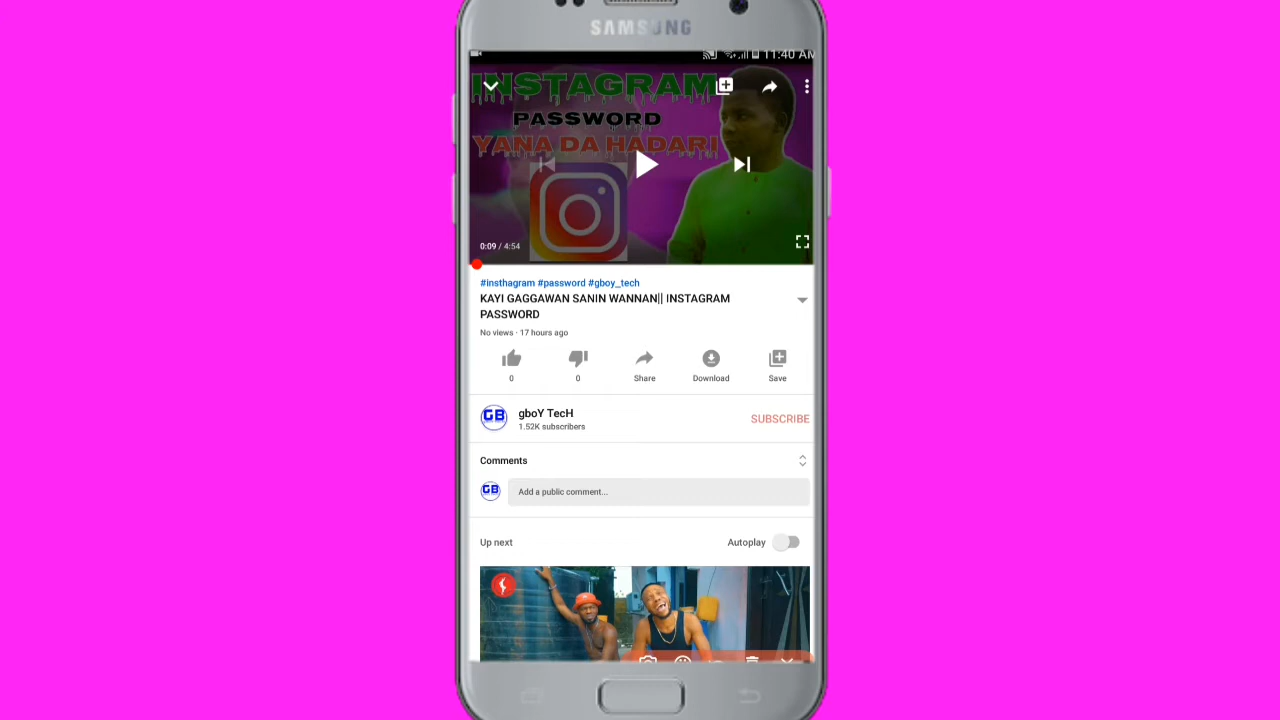 SAMSUNG
11:40 AM
INSTAGRAM
PASSWORD
YANA DA HADARI
0:09 / 4:54
#insthagram #password #gboy_tech
KAYI GAGGAWAN SANIN WANNAN|| INSTAGRAM
PASSWORD
No views · 17 hours ago
0
0
Share
Download
Save
GB
gboY TecH
SUBSCRIBE
1.52K subscribers
Comments
GB
Add a public comment...
Up next
Autoplay